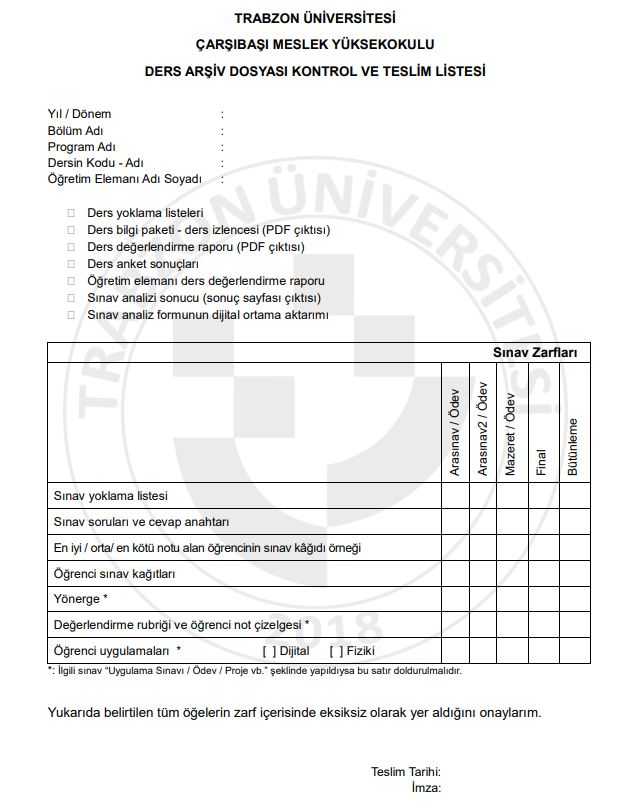 TRABZON ÜNİVERSİTESİ
ÇARŞIBAŞI MESLEK YÜKSEKOKULU
DERS ARŞİV DOSYASI KONTROL VE TESLİM LİSTESİ
Yıl / Dönem :
Bölüm Adı :
Program Adı :
Dersin Kodu - Adı :
Öğretim Elemanı Adı Soyadı :
Ders yoklama listeleri
Ders bilgi paketi - ders izlencesi (PDF çıktısı)
Ders değerlendirme raporu (PDF çıktısı)
Ders anket sonuçları
Öğretim elemanı ders değerlendirme raporu
Sınav analizi sonucu (sonuç sayfası çıktısı)
Sınav analiz formunun dijital ortama aktarımı
Sınav Zarfları
Arasınav / Ödev
Arasınav2 / Ödev
Mazeret / Ödev
Final
Bütünleme
Sınav yoklama listesi
Sınav soruları ve cevap anahtarı
En iyi / orta/ en kötü notu alan öğrencinin sınav kâğıdı örneği
Öğrenci sınav kağıtları
Yönerge *
Değerlendirme rubriği ve öğrenci not çizelgesi *
Öğrenci uygulamaları * [ ] Dijital [ ] Fiziki
*: İlgili sınav “Uygulama Sınavı / Ödev / Proje vb.” şeklinde yapıldıysa bu satır doldurulmalıdır.
Yukarıda belirtilen tüm öğelerin zarf içerisinde eksiksiz olarak yer aldığını onaylarım.
Teslim Tarihi:
İmza:
TRABZON ÜNİVERSİTESİ
2018